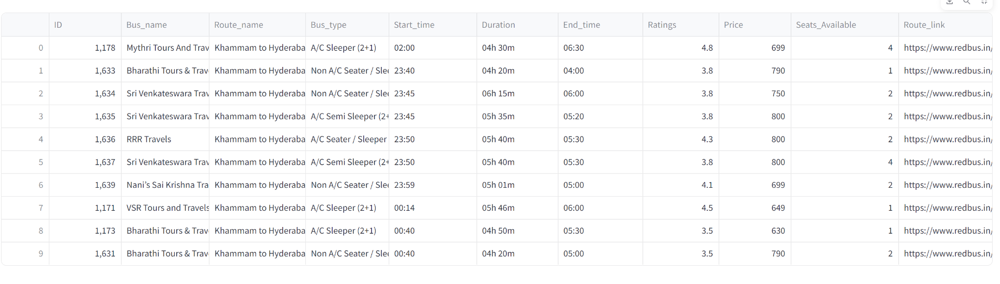 ID Bus_name Route_name Bus_type Start_time Duration End_time Ratings Price Seats_Available Route_link
0 1,178 Mythri Tours And Trav Khammam to Hyderaba A/C Sleeper (2+1) 02:00 04h 30m 06:30 4.8 699 4 https://www.redbus.in/
1 1,633 Bharathi Tours & Trav Khammam to Hyderaba Non A/C Seater / Slee 23:40 04h 20m 04:00 3.8 790 1 https://www.redbus.in/
2 1,634 Sri Venkateswara Trav Khammam to Hyderaba Non A/C Seater / Slee 23:45 06h 15m 06:00 3.8 750 2 https://www.redbus.in/
3 1,635 Sri Venkateswara Trav Khammam to Hyderaba A/C Semi Sleeper (2+ 23:45 05h 35m 05:20 3.8 800 2 https://www.redbus.in/
4 1,636 RRR Travels Khammam to Hyderaba A/C Seater / Sleeper 23:50 05h 40m 05:30 4.3 800 2 https://www.redbus.in/
5 1,637 Sri Venkateswara Trav Khammam to Hyderaba A/C Semi Sleeper (2+ 23:50 05h 40m 05:30 3.8 800 4 https://www.redbus.in/
6 1,639 Nani’s Sai Krishna Tra Khammam to Hyderaba Non A/C Seater / Slee 23:59 05h 01m 05:00 4.1 699 2 https://www.redbus.in/
7 1,171 VSR Tours and Travels Khammam to Hyderaba A/C Sleeper (2+1) 00:14 05h 46m 06:00 4.5 649 1 https://www.redbus.in/
8 1,173 Bharathi Tours & Trav Khammam to Hyderaba A/C Sleeper (2+1) 00:40 04h 50m 05:30 3.5 630 1 https://www.redbus.in/
9 1,631 Bharathi Tours & Trav Khammam to Hyderaba Non A/C Seater / Slee 00:40 04h 20m 05:00 3.5 790 2 https://www.redbus.in/